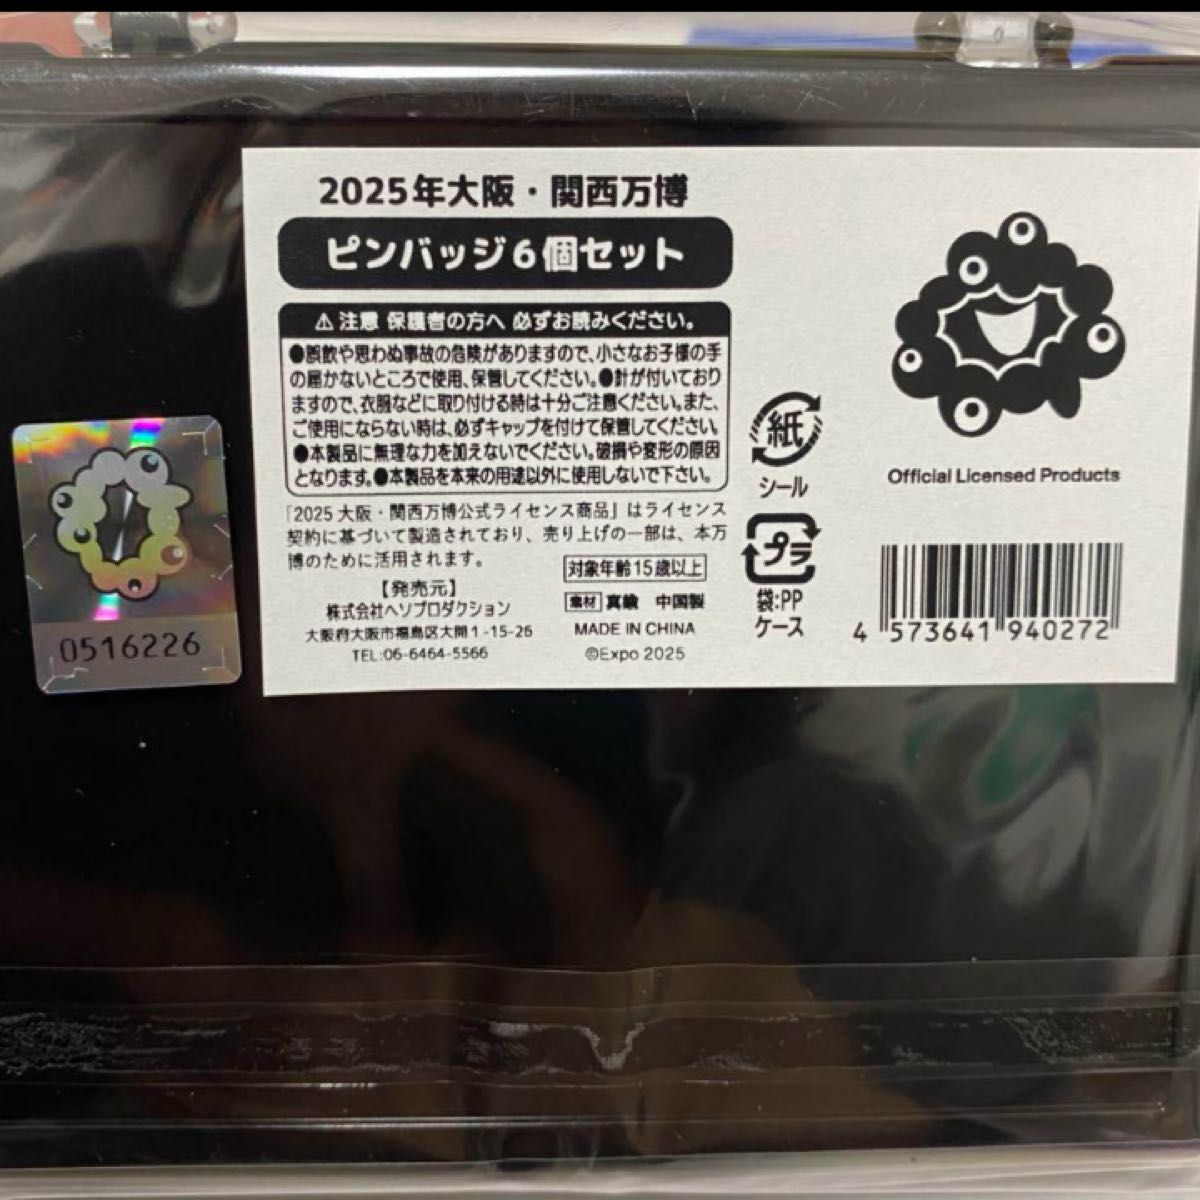 2025年大阪・関西万博
ピンバッジ6個セット
⚠注意 保護者の方へ 必ずお読みください。
●誤飲や思わぬ事故の危険がありますので、小さなお子様の手
の届かないところで使用、保管してください。●針が付いており
ますので、衣服などに取り付ける時は十分ご注意ください。また、
ご使用にならない時は、必ずキャップを付けて保管してください。
●本製品に無理な力を加えないでください。破損や変形の原因
となります。●本製品を本来の用途以外に使用しないで下さい。
「2025大阪・関西万博公式ライセンス商品」はライセンス
契約に基づいて製造されており、売り上げの一部は、本万
博のために活用されます。
対象年齢15歳以上
【発売元】
株式会社ヘソプロダクション
大阪府大阪市福島区大開1-15-26
TEL:06-6464-5566
素材 真鍮 中国製
MADE IN CHINA
©Expo 2025
紙
シール
プラ
袋:PP
ケース
Official Licensed Products
4 573641 940272
0516226